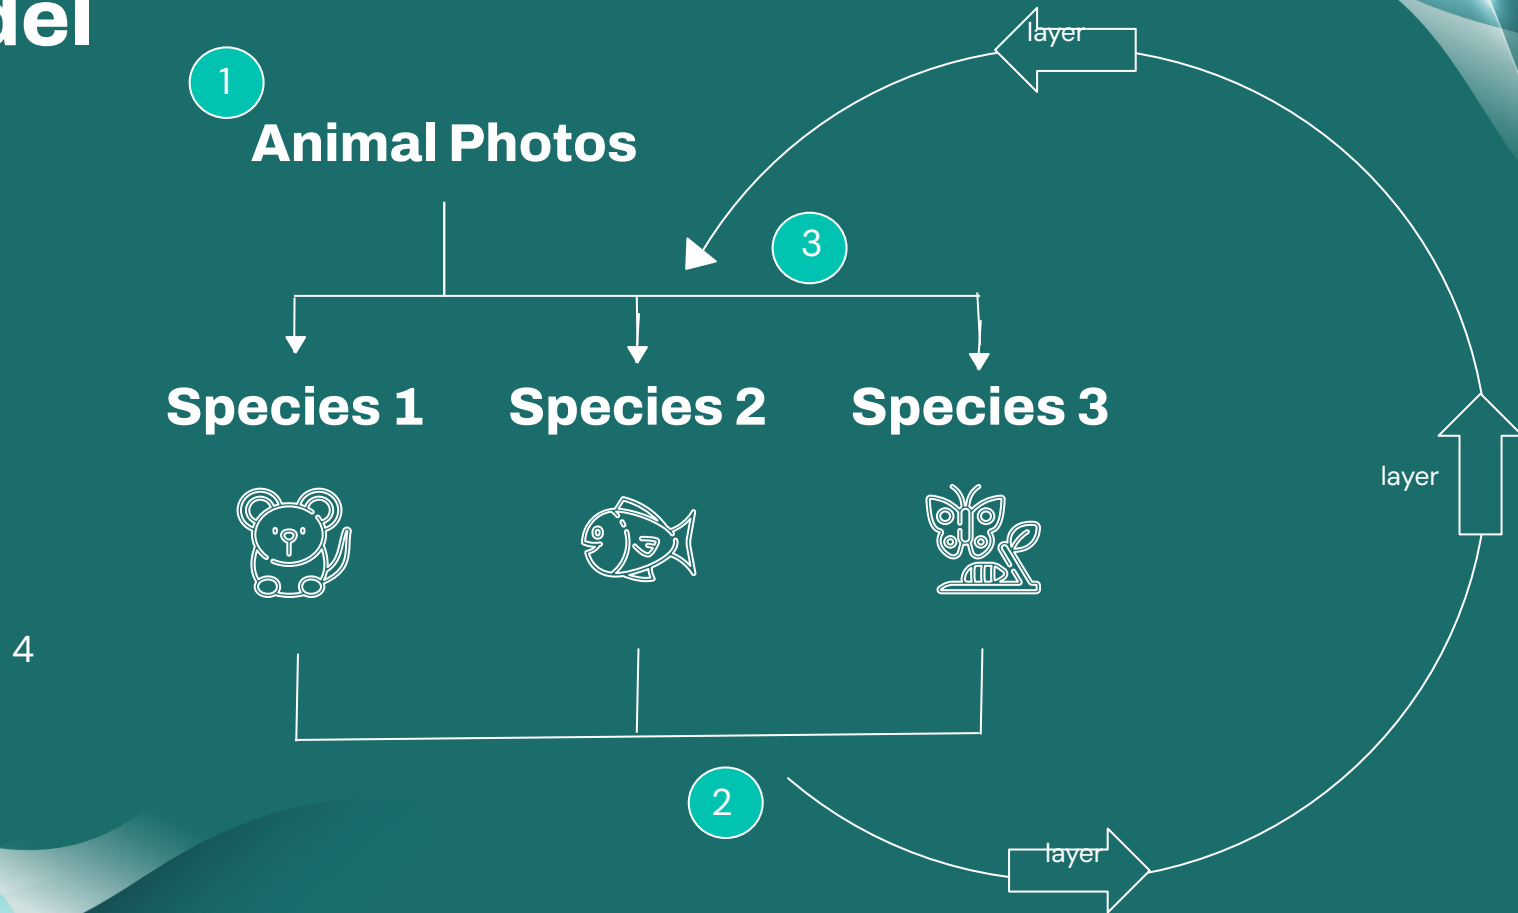 del
1
Animal Photos
layer
3
Species 1
Species 2
Species 3
layer
4
2
layer